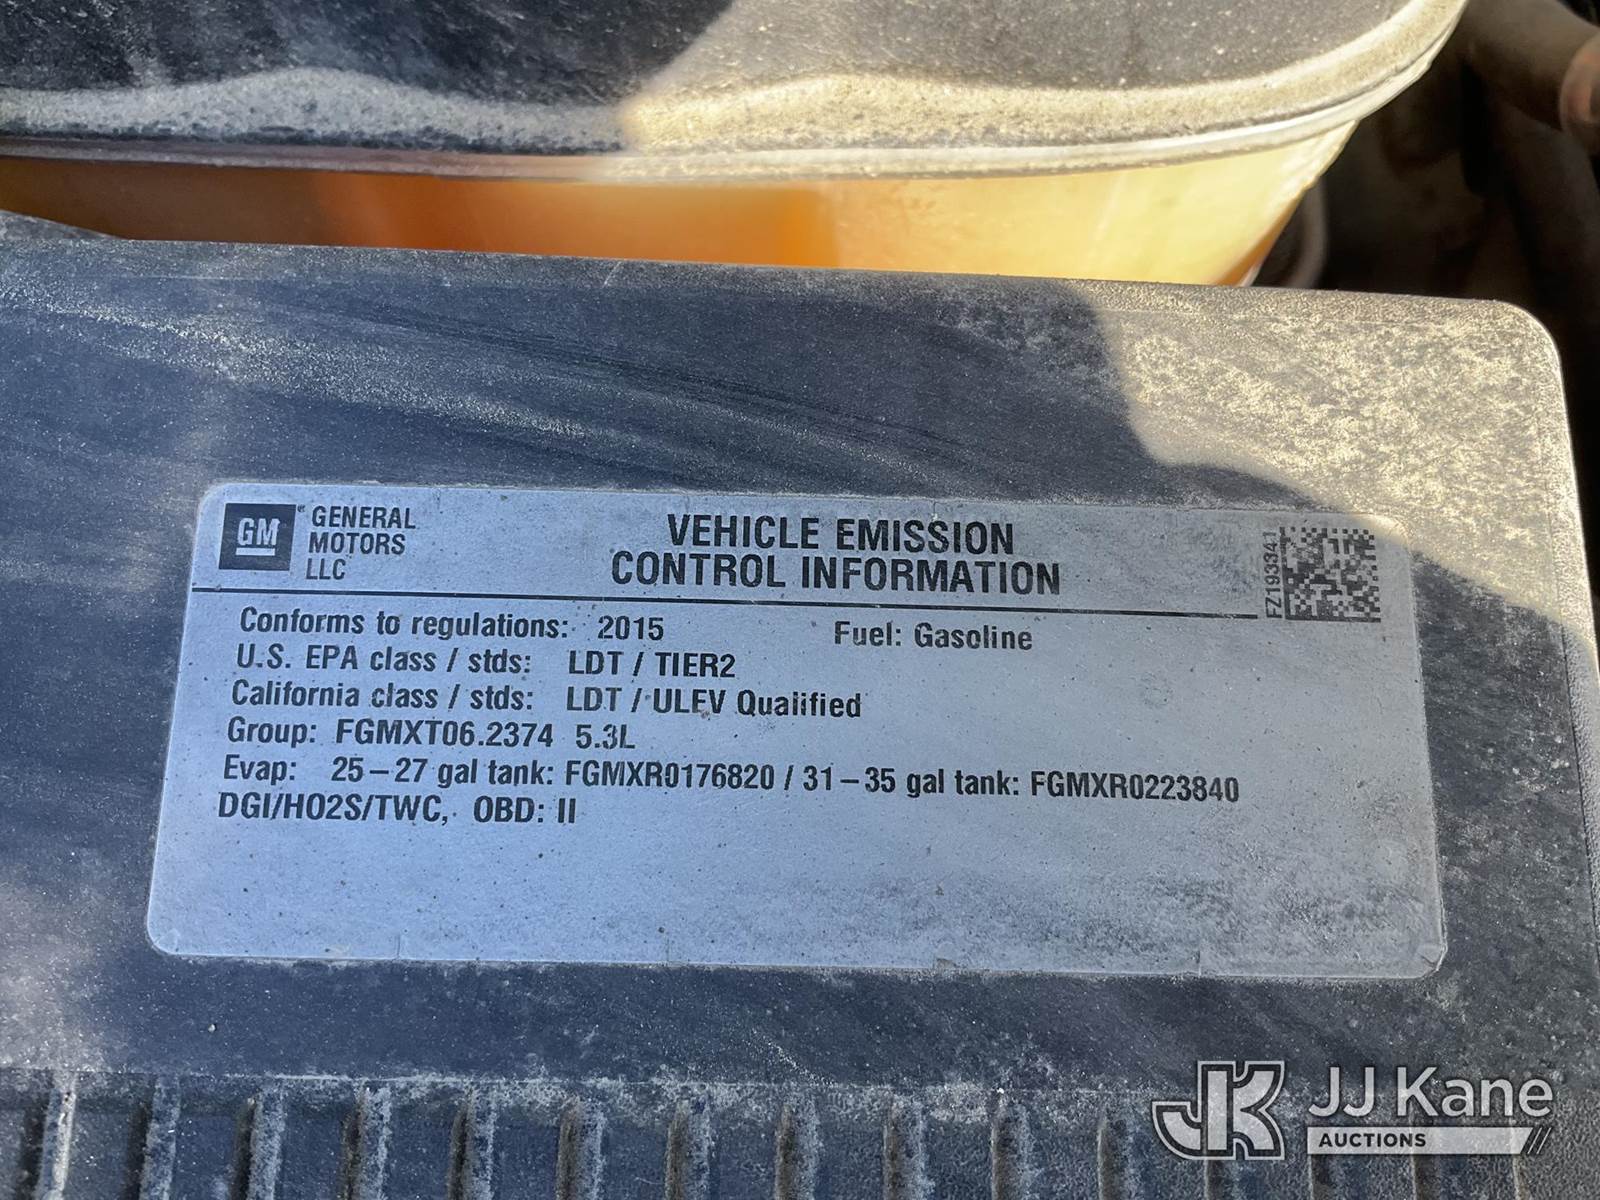 GM GENERAL MOTORS LLC
VEHICLE EMISSION
CONTROL INFORMATION
EZ193341
Conforms to regulations: 2015 Fuel: Gasoline
U.S. EPA class / stds: LDT / TIER2
California class / stds: LDT / ULEV Qualified
Group: FGMXT06.2374 5.3L
Evap: 25-27 gal tank: FGMXR0176820 / 31-35 gal tank: FGMXR0223840
DGI/HO2S/TWC, OBD: II
JJ Kane
AUCTIONS